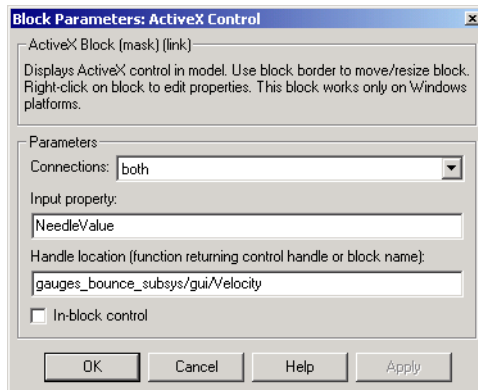 Block Parameters: ActiveX Control
ActiveX Block (mask) (link)
Displays ActiveX control in model. Use block border to move/resize block.
Right-click on block to edit properties. This block works only on Windows
platforms.
Parameters
Connections: both
Input property:
NeedleValue
Handle location (function returning control handle or block name):
gauges_bounce_subsys/gui/Velocity
In-block control
OK Cancel Help Apply